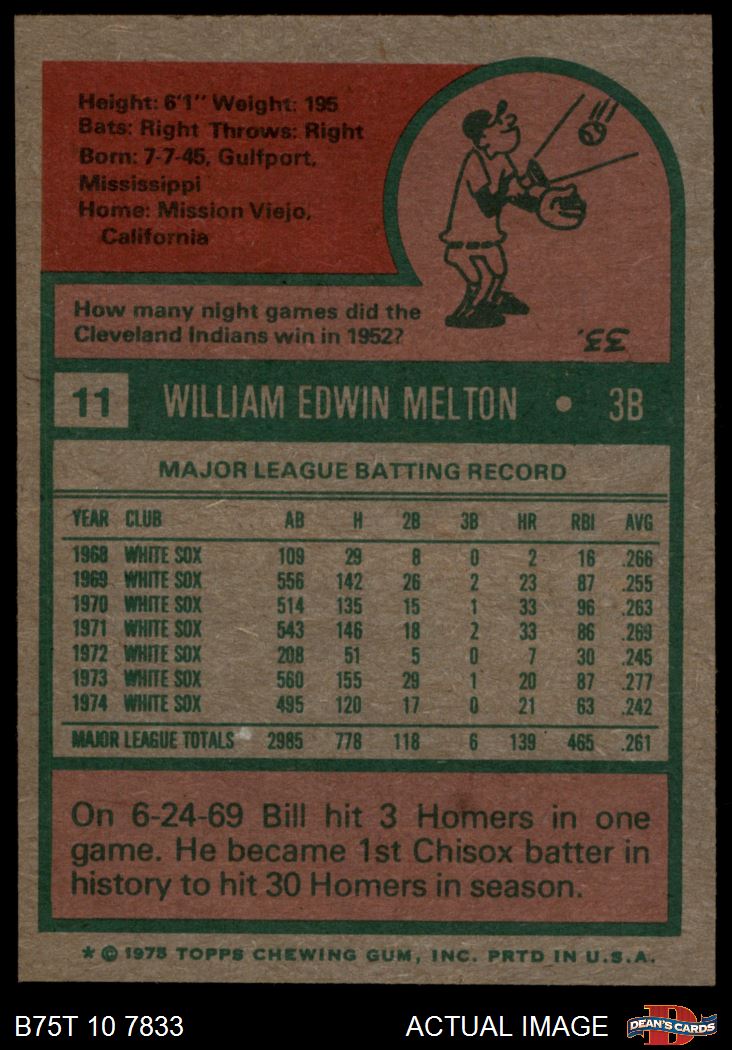 Height: 6'1" Weight: 195
Bats: Right Throws: Right
Born: 7-7-45, Gulfport,
Mississippi
Home: Mission Viejo,
California
How many night games did the
Cleveland Indians win in 1952?
33.
11 WILLIAM EDWIN MELTON • 3B
MAJOR LEAGUE BATTING RECORD
YEAR CLUB AB H 2B 3B HR RBI AVG
1968 WHITE SOX 109 29 8 0 2 16 .266
1969 WHITE SOX 556 142 26 2 23 87 .255
1970 WHITE SOX 514 135 15 1 33 96 .263
1971 WHITE SOX 543 146 18 2 33 86 .269
1972 WHITE SOX 208 51 5 0 7 30 .245
1973 WHITE SOX 560 155 29 1 20 87 .277
1974 WHITE SOX 495 120 17 0 21 63 .242
MAJOR LEAGUE TOTALS 2985 778 118 6 139 465 .261
On 6-24-69 Bill hit 3 Homers in one
game. He became 1st Chisox batter in
history to hit 30 Homers in season.
* © 1975 TOPPS CHEWING GUM, INC. PRTD IN U.S.A.
B75T 10 7833 ACTUAL IMAGE
DEAN'S CARDS